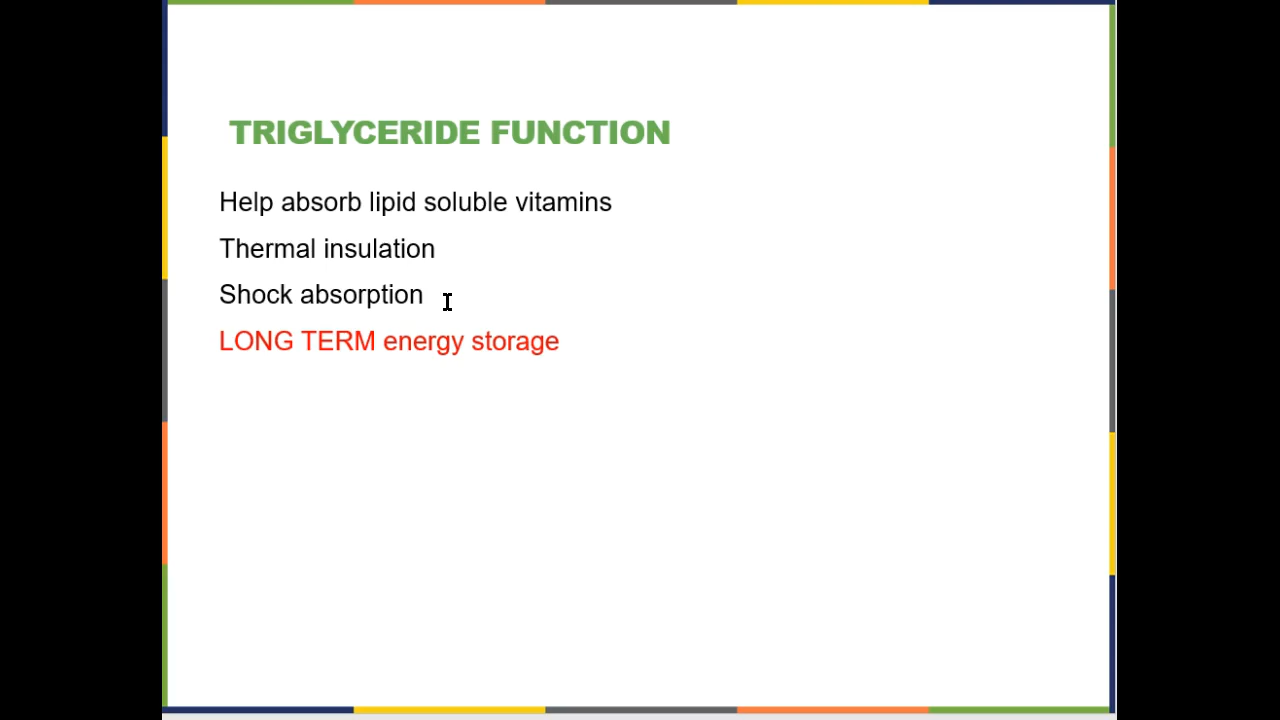 TRIGLYCERIDE FUNCTION
Help absorb lipid soluble vitamins
Thermal insulation
Shock absorption
LONG TERM energy storage